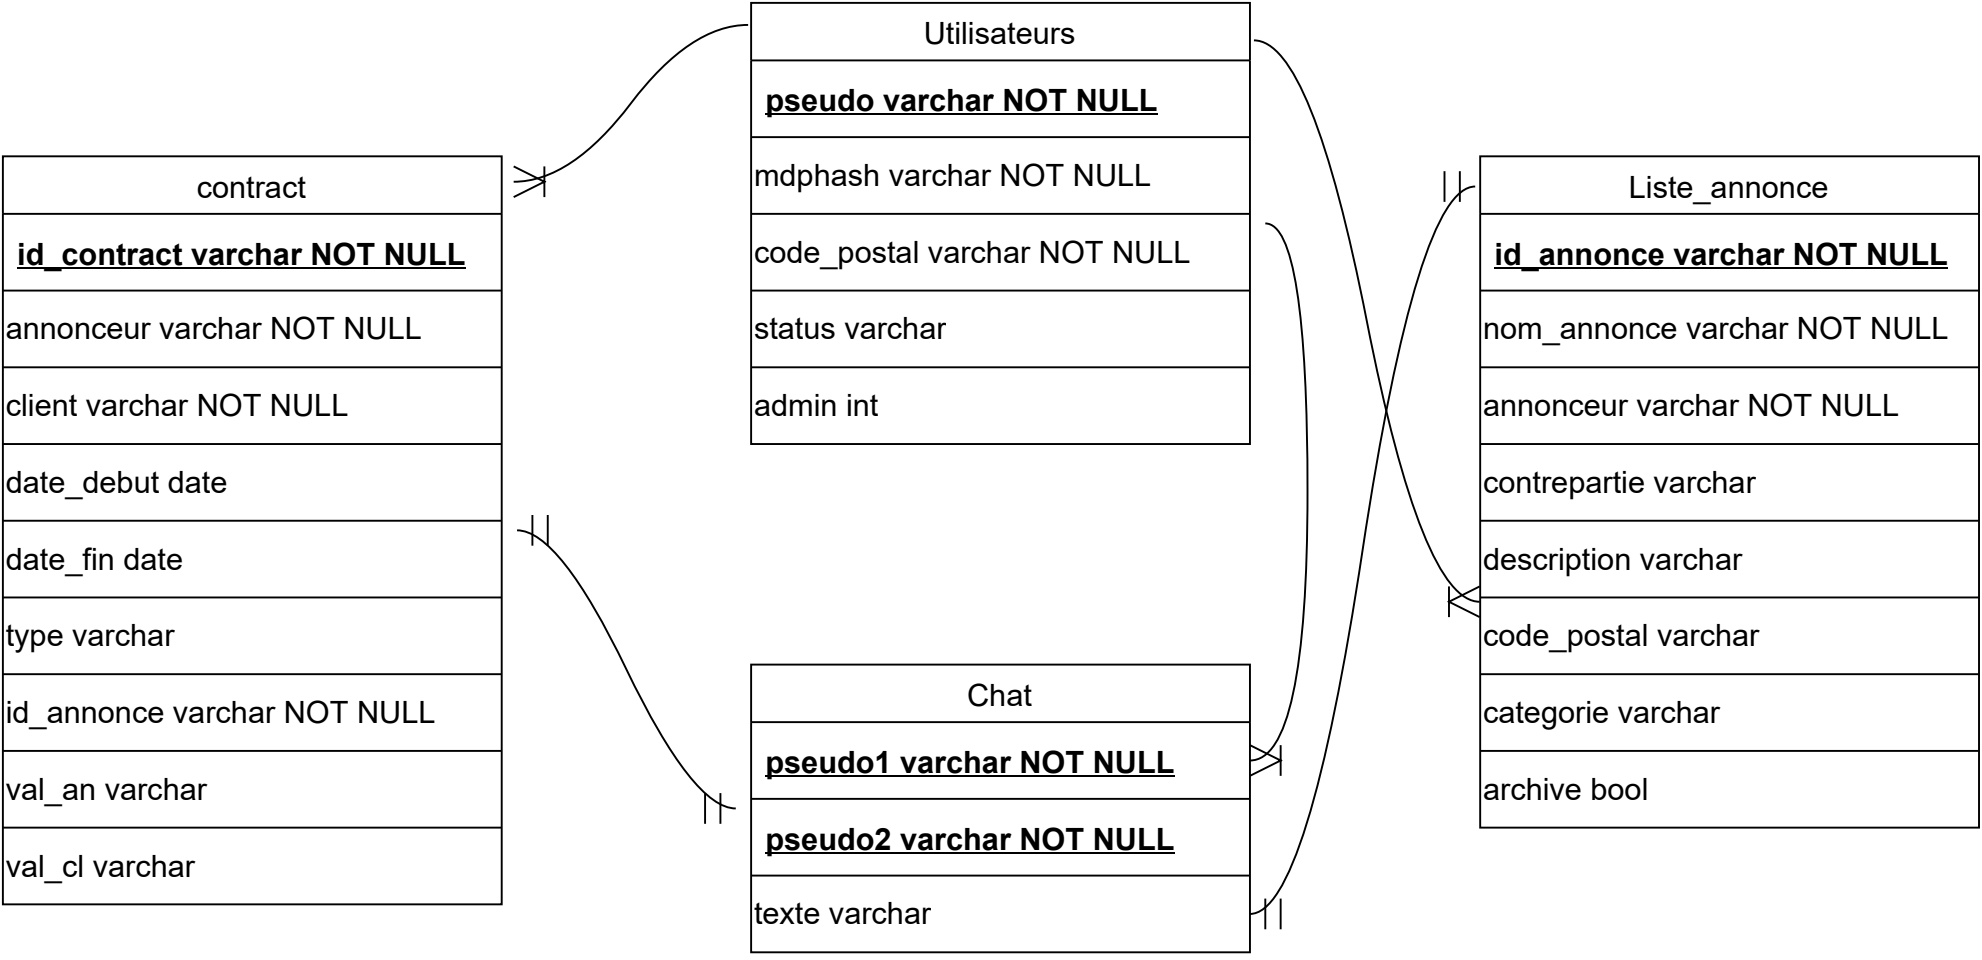 contract
id_contract varchar NOT NULL
annonceur varchar NOT NULL
client varchar NOT NULL
date_debut date
date_fin date
type varchar
id_annonce varchar NOT NULL
val_an varchar
val_cl varchar
Utilisateurs
pseudo varchar NOT NULL
mdphash varchar NOT NULL
code_postal varchar NOT NULL
status varchar
admin int
Chat
pseudo1 varchar NOT NULL
pseudo2 varchar NOT NULL
texte varchar
Liste_annonce
id_annonce varchar NOT NULL
nom_annonce varchar NOT NULL
annonceur varchar NOT NULL
contrepartie varchar
description varchar
code_postal varchar
categorie varchar
archive bool